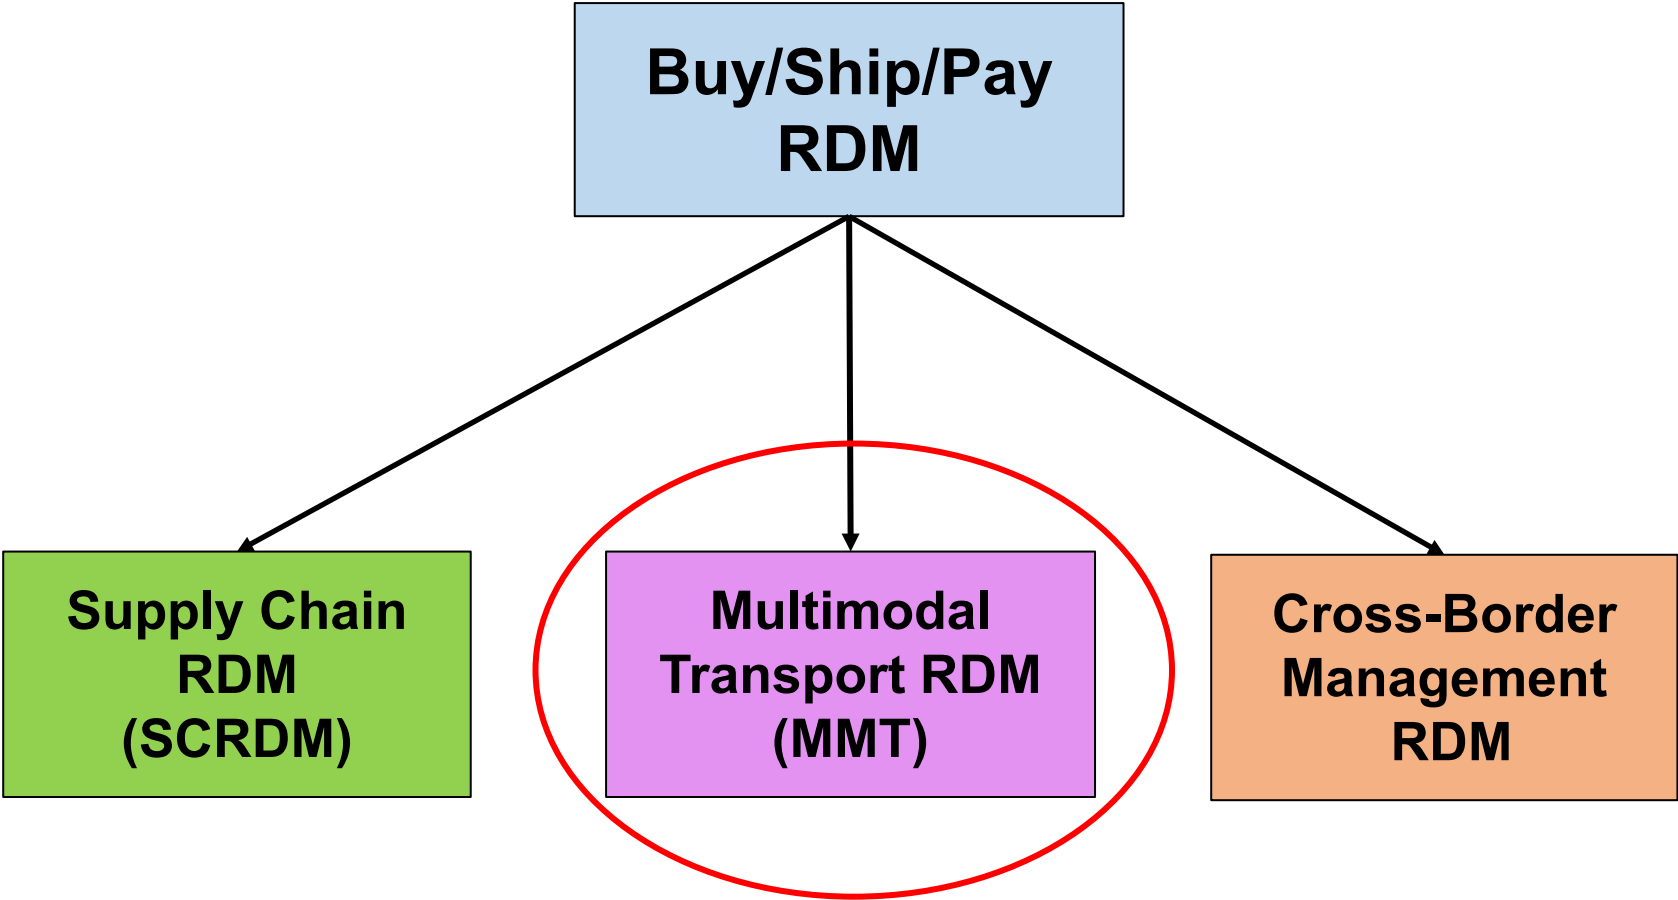 Buy/Ship/Pay
RDM
Supply Chain
RDM
(SCRDM)
Multimodal
Transport RDM
(MMT)
Cross-Border
Management
RDM